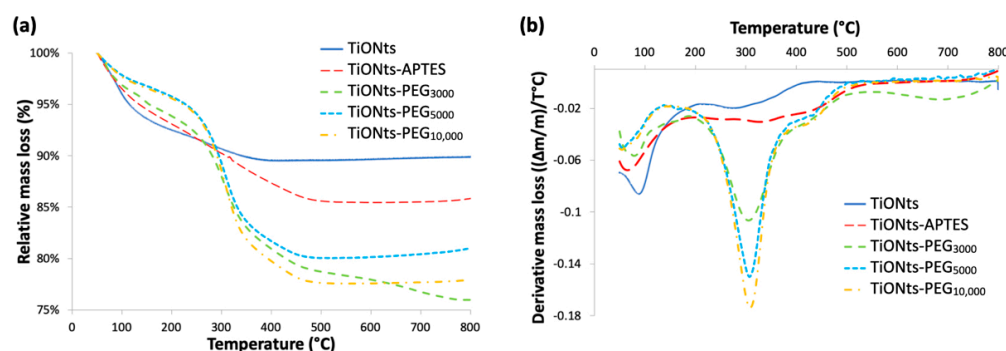 (a)
100%
95%
90%
85%
80%
75%
Relative mass loss (%)
0
100
200
300
400
500
600
700
800
Temperature (°C)
TiONts
TiONts-APTES
TiONts-PEG3000
TiONts-PEG5000
TiONts-PEG10,000
(b)
Temperature (°C)
0
100
200
300
400
500
600
700
800
-0.02
-0.06
-0.1
-0.14
-0.18
Derivative mass loss ((Δm/m)/T°C)
TiONts
TiONts-APTES
TiONts-PEG3000
TiONts-PEG5000
TiONts-PEG10,000